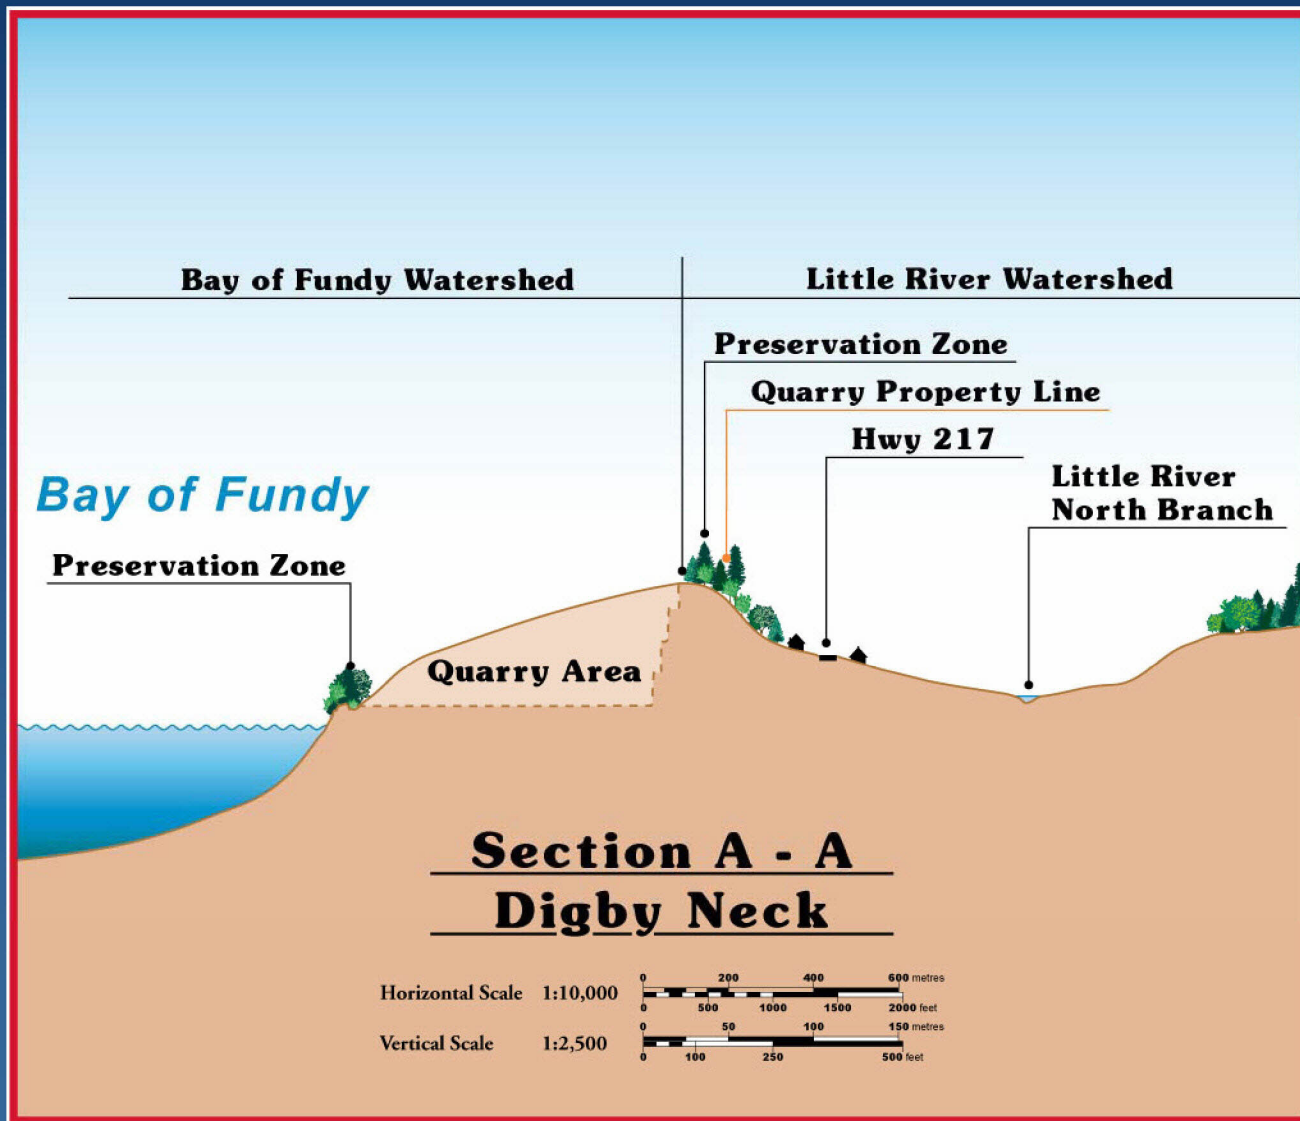 Bay of Fundy Watershed
Little River Watershed
Preservation Zone
Quarry Property Line
Hwy 217
Little River
North Branch
Bay of Fundy
Preservation Zone
Quarry Area
Section A - A
Digby Neck
Horizontal Scale 1:10,000
0 200 400 600 metres
0 500 1000 1500 2000 feet
Vertical Scale 1:2,500
0 50 100 150 metres
0 100 250 500 feet